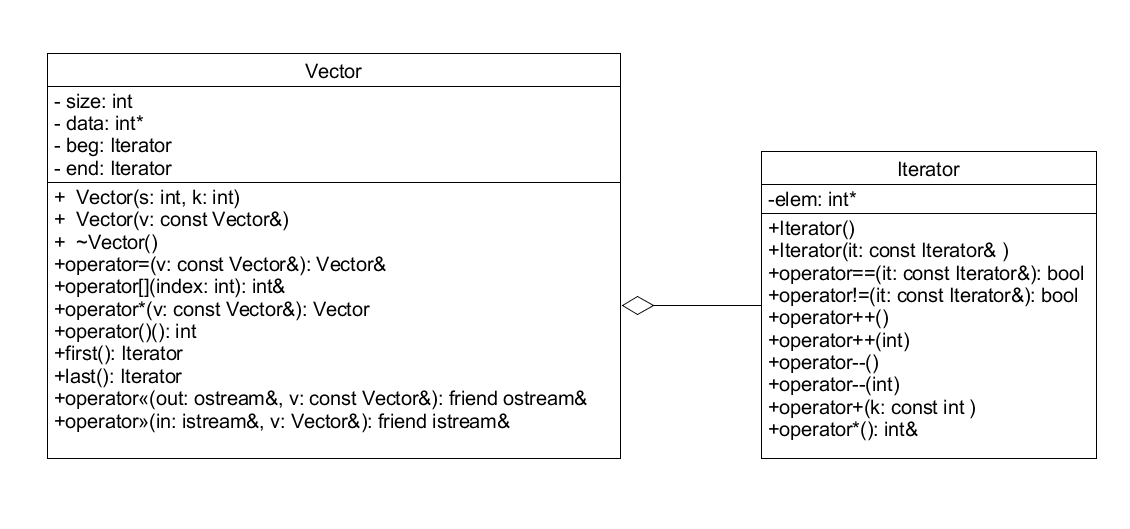 Vector
- size: int
- data: int*
- beg: Iterator
- end: Iterator
+ Vector(s: int, k: int)
+ Vector(v: const Vector&)
+ ~Vector()
+operator=(v: const Vector&): Vector&
+operator[](index: int): int&
+operator*(v: const Vector&): Vector
+operator()(): int
+first(): Iterator
+last(): Iterator
+operator«(out: ostream&, v: const Vector&): friend ostream&
+operator»(in: istream&, v: Vector&): friend istream&
Iterator
-elem: int*
+Iterator()
+Iterator(it: const Iterator& )
+operator==(it: const Iterator&): bool
+operator!=(it: const Iterator&): bool
+operator++()
+operator++(int)
+operator--()
+operator--(int)
+operator+(k: const int )
+operator*(): int&